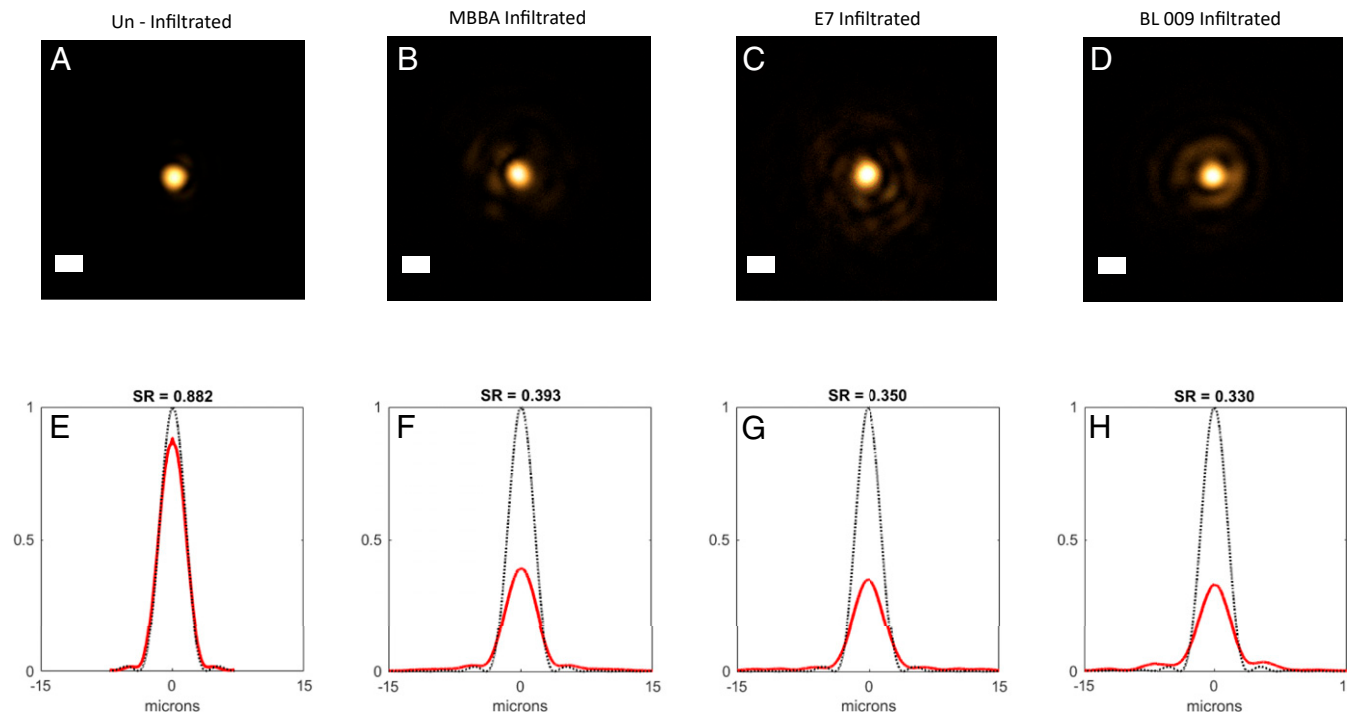 Un - Infiltrated
MBBA Infiltrated
E7 Infiltrated
BL 009 Infiltrated
A
B
C
D
SR = 0.882
SR = 0.393
SR = 0.350
SR = 0.330
1
1
1
1
E
F
G
H
0.5
0.5
0.5
0.5
0
0
0
0
-15
0
15
-15
0
15
-15
0
15
-15
0
1
microns
microns
microns
microns